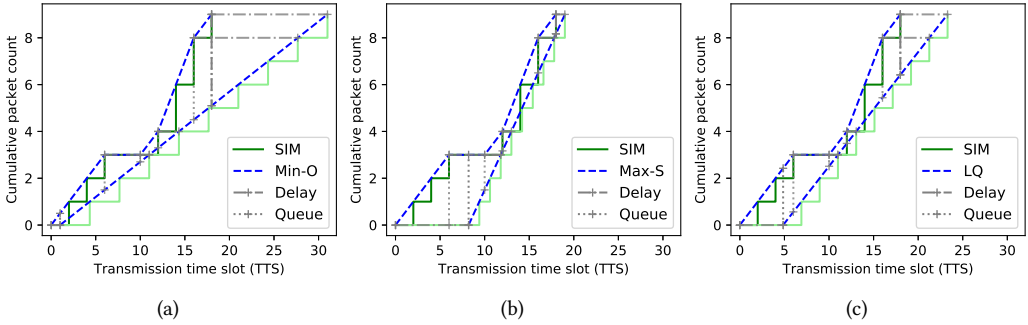 Cumulative packet count
8
6
4
2
0
SIM
Min-O
Delay
Queue
0 5 10 15 20 25 30
Transmission time slot (TTS)
(a)
Cumulative packet count
8
6
4
2
0
SIM
Max-S
Delay
Queue
0 5 10 15 20 25 30
Transmission time slot (TTS)
(b)
Cumulative packet count
8
6
4
2
0
SIM
LQ
Delay
Queue
0 5 10 15 20 25 30
Transmission time slot (TTS)
(c)